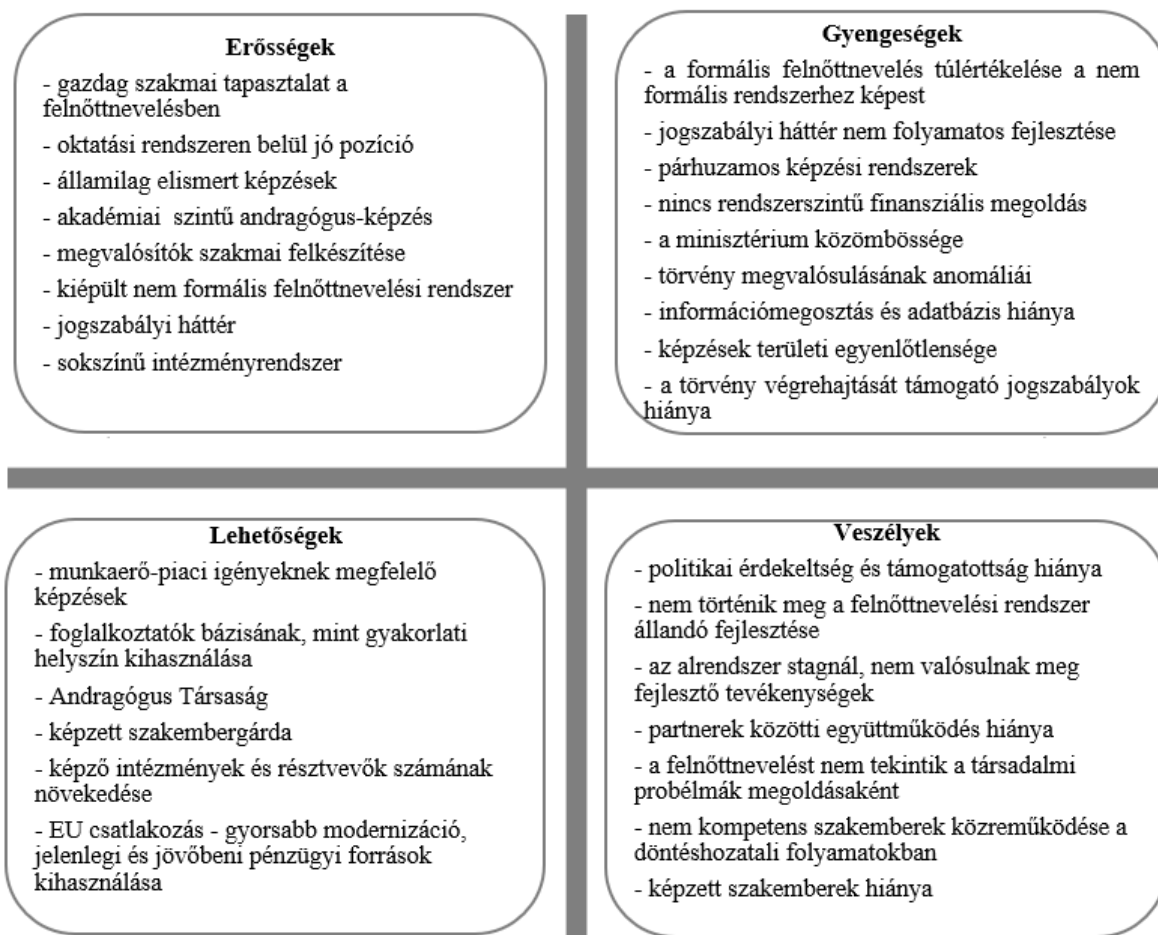 Erősségek
- gazdag szakmai tapasztalat a
felnőttnevelésben
- oktatási rendszeren belül jó pozíció
- államilag elismert képzések
- akadémiai szintű andragógus-képzés
- megvalósítók szakmai felkészítése
- kiépült nem formális felnőttnevelési rendszer
- jogszabályi háttér
- sokszínű intézményrendszer
Gyengeségek
- a formális felnőttnevelés túlértékelése a nem
formális rendszerhez képest
- jogszabályi háttér nem folyamatos fejlesztése
- párhuzamos képzési rendszerek
- nincs rendszerszintű finansziális megoldás
- a minisztérium közömbössége
- törvény megvalósulásának anomáliái
- információmegosztás és adatbázis hiánya
- képzések területi egyenlőtlensége
- a törvény végrehajtását támogató jogszabályok
hiánya
Lehetőségek
- munkaerő-piaci igényeknek megfelelő
képzések
- foglalkoztatók bázisának, mint gyakorlati
helyszín kihasználása
- Andragógus Társaság
- képzett szakembergárda
- képző intézmények és résztvevők számának
növekedése
- EU csatlakozás - gyorsabb modernizáció,
jelenlegi és jövőbeni pénzügyi források
kihasználása
Veszélyek
- politikai érdekeltség és támogatottság hiánya
- nem történik meg a felnőttnevelési rendszer
állandó fejlesztése
- az alrendszer stagnál, nem valósulnak meg
fejlesztő tevékenységek
- partnerek közötti együttműködés hiánya
- a felnőttnevelést nem tekintik a társadalmi
probélmák megoldásaként
- nem kompetens szakemberek közreműködése a
döntéshozatali folyamatokban
- képzett szakemberek hiánya